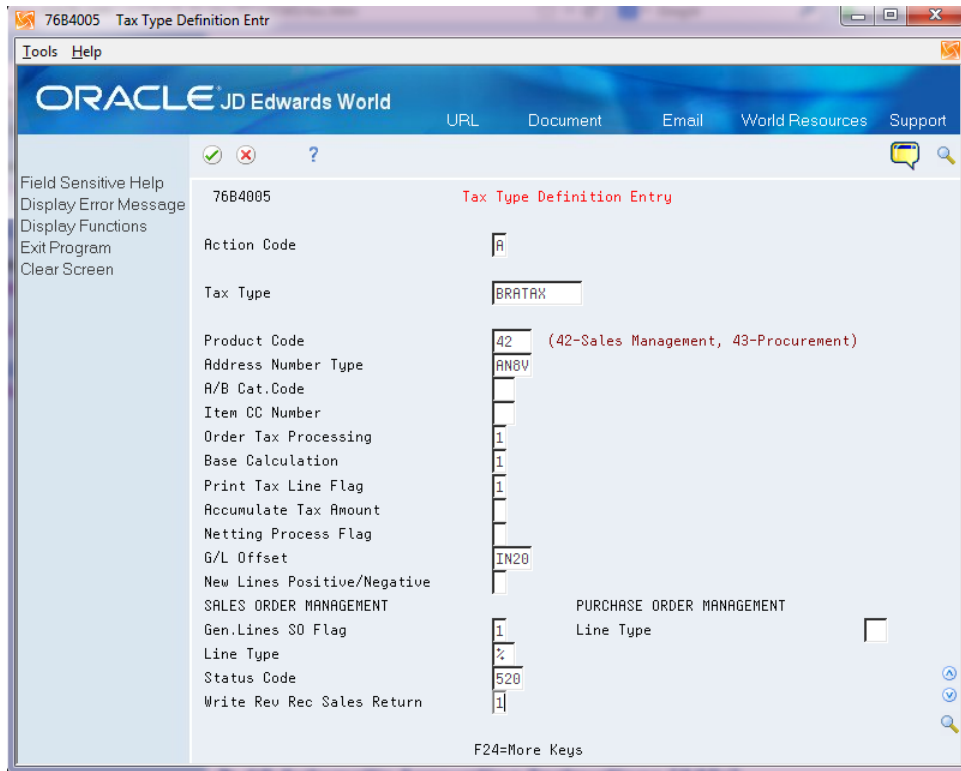 76B4005 Tax Type Definition Entr
Tools Help
ORACLE JD Edwards World
URL Document Email World Resources Support
?
Field Sensitive Help
Display Error Message
Display Functions
Exit Program
Clear Screen
76B4005 Tax Type Definition Entry
Action Code A
Tax Type BRATAX
Product Code 42 (42-Sales Management, 43-Procurement)
Address Number Type AN8V
A/B Cat.Code
Item CC Number
Order Tax Processing 1
Base Calculation 1
Print Tax Line Flag 1
Accumulate Tax Amount
Netting Process Flag
G/L Offset IN20
New Lines Positive/Negative
SALES ORDER MANAGEMENT PURCHASE ORDER MANAGEMENT
Gen.Lines SO Flag 1 Line Type
Line Type %
Status Code 520
Write Rev Rec Sales Return 1
F24=More Keys